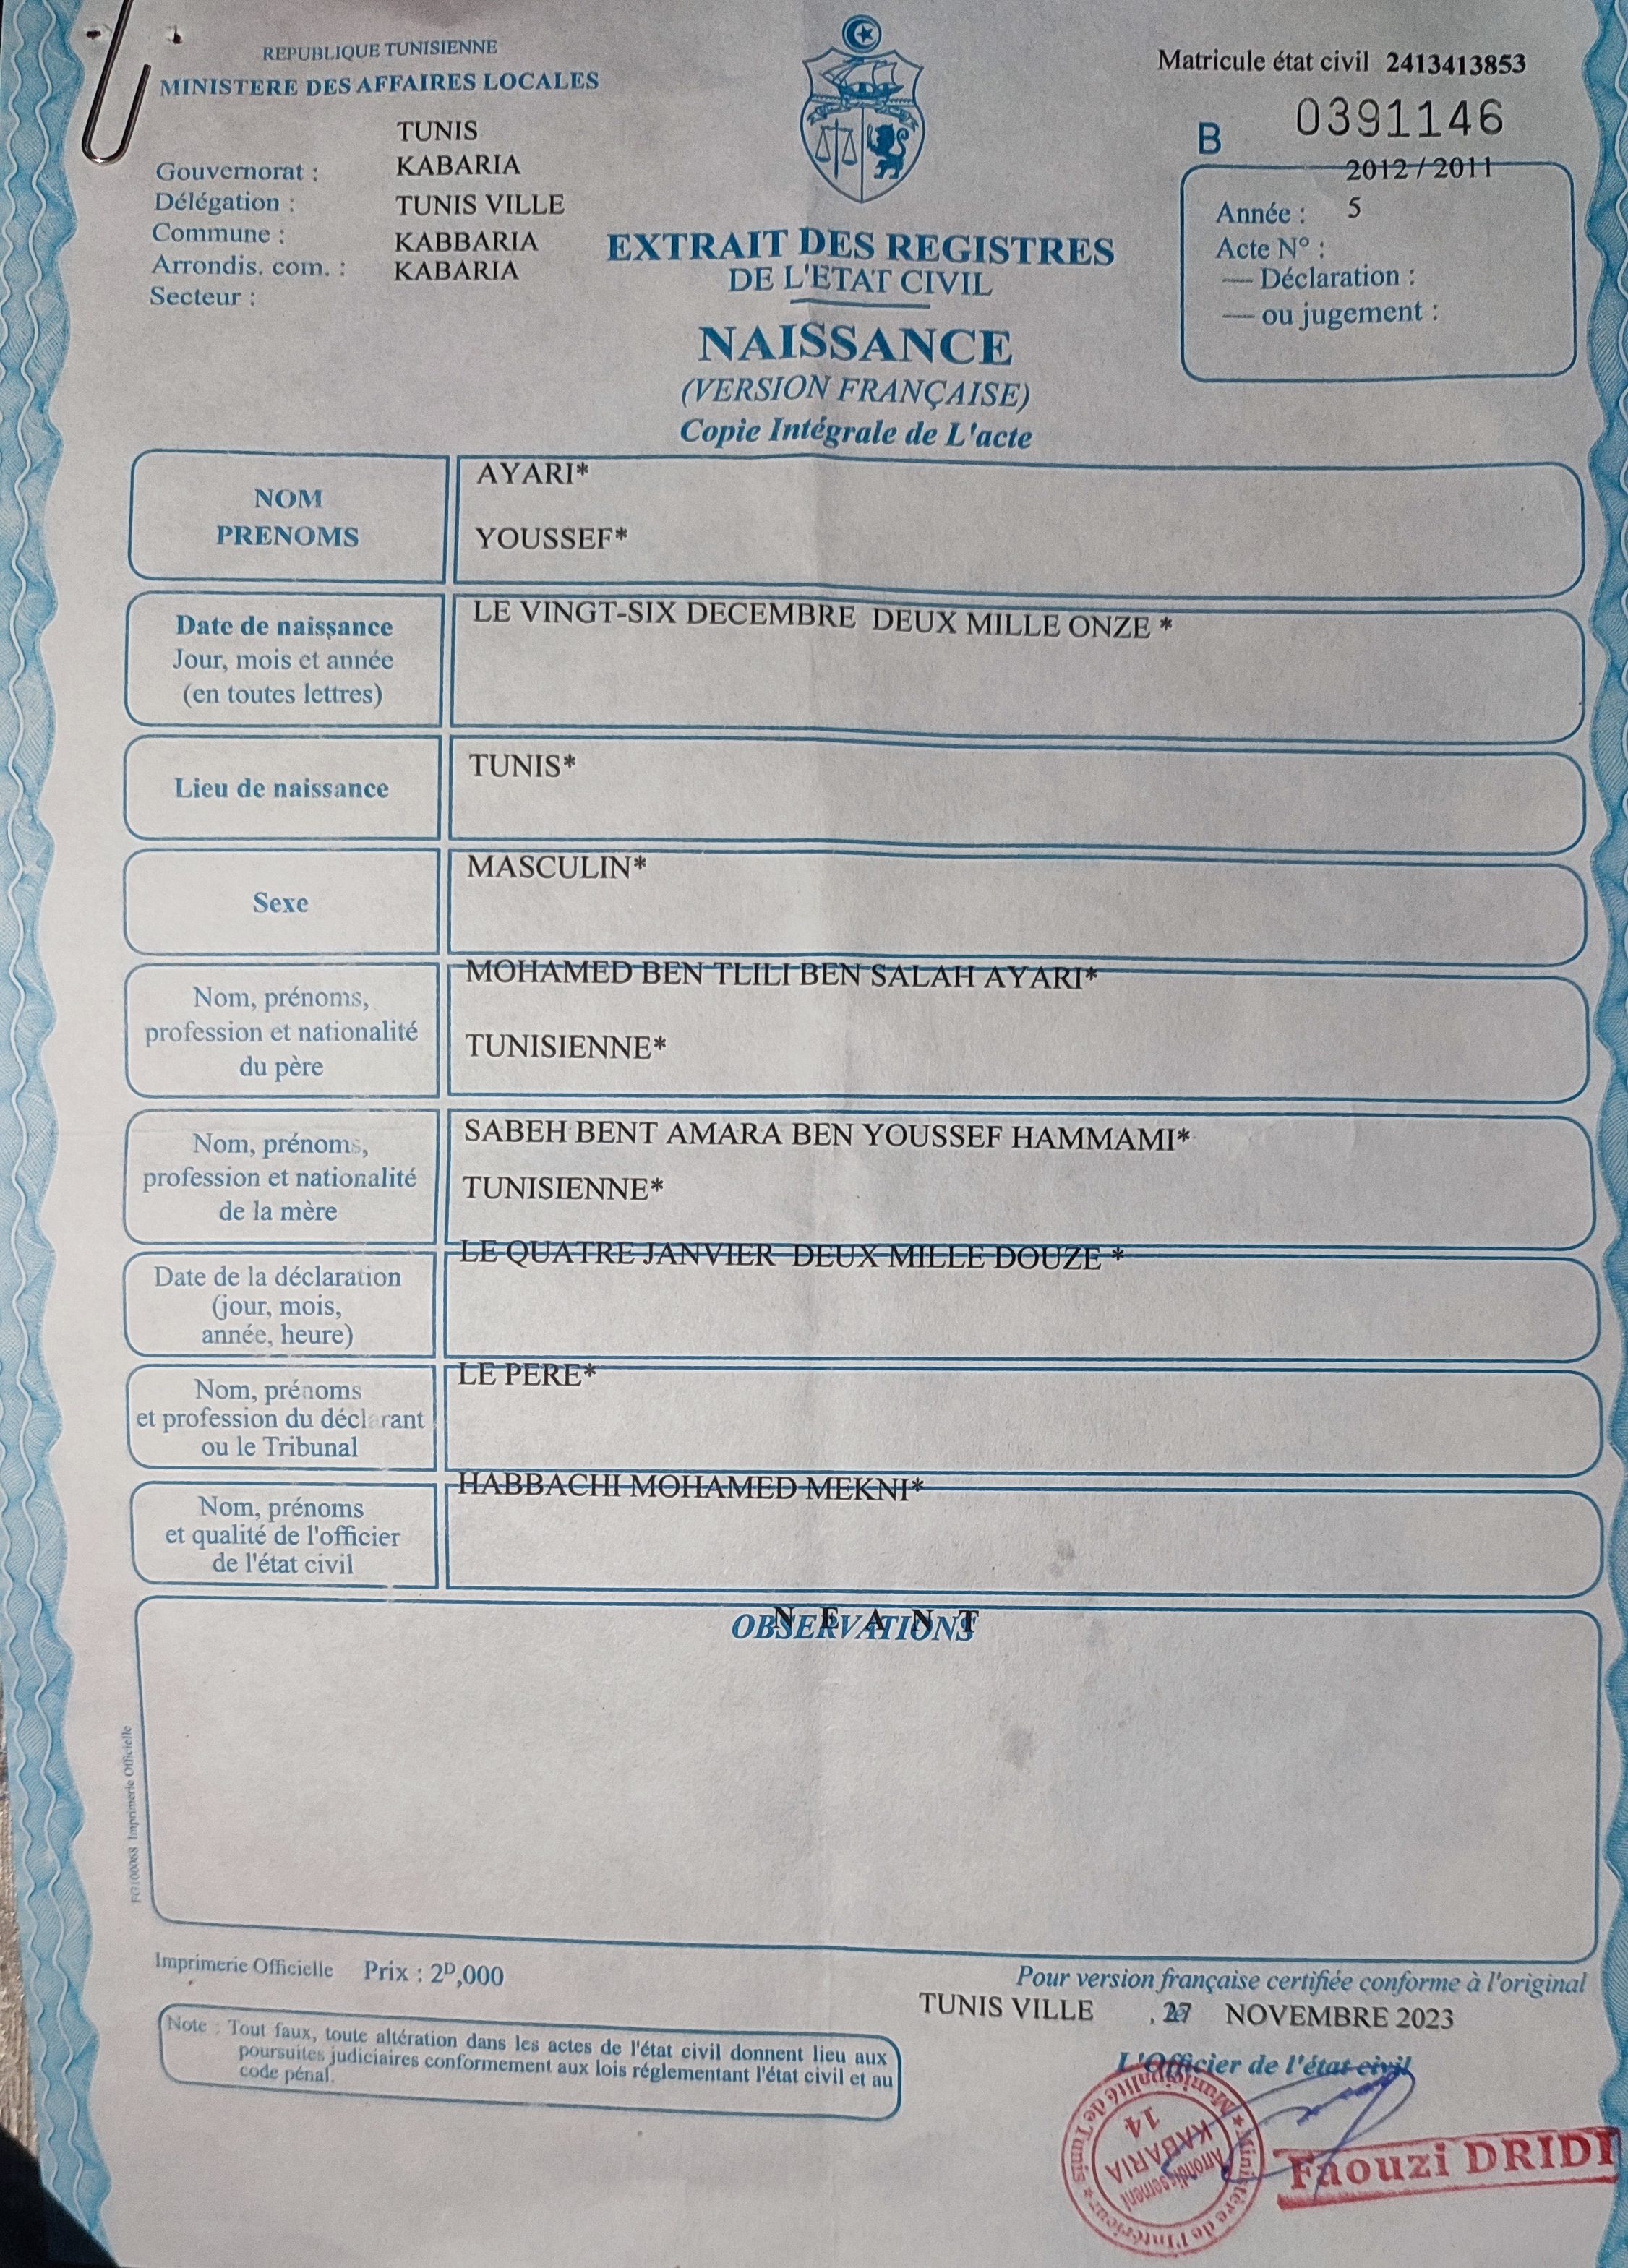 REPUBLIQUE TUNISIENNE
MINISTERE DES AFFAIRES LOCALES
TUNIS
Gouvernorat : KABARIA
Délégation : TUNIS VILLE
Commune : KABBARIA
Arrondis. com. : KABARIA
Secteur :
Matricule état civil 2413413853
B 0391146
2012 / 2011
Année : 5
Acte N° :
— Déclaration :
— ou jugement :
EXTRAIT DES REGISTRES
DE L'ETAT CIVIL
NAISSANCE
(VERSION FRANÇAISE)
Copie Intégrale de L'acte
NOM
PRENOMS
AYARI*
YOUSSEF*
Date de naissance
Jour, mois et année
(en toutes lettres)
LE VINGT-SIX DECEMBRE DEUX MILLE ONZE *
Lieu de naissance
TUNIS*
Sexe
MASCULIN*
Nom, prénoms,
profession et nationalité
du père
MOHAMED BEN TLILI BEN SALAH AYARI*
TUNISIENNE*
Nom, prénoms,
profession et nationalité
de la mère
SABEH BENT AMARA BEN YOUSSEF HAMMAMI*
TUNISIENNE*
Date de la déclaration
(jour, mois,
année, heure)
LE QUATRE JANVIER DEUX MILLE DOUZE *
Nom, prénoms
et profession du déclarant
ou le Tribunal
LE PERE*
Nom, prénoms
et qualité de l'officier
de l'état civil
HABBACHI MOHAMED MEKNI*
OBSERVATIONS
N E A N T
FG100068 Imprimerie Officielle
Imprimerie Officielle Prix : 2D,000
Note : Tout faux, toute altération dans les actes de l'état civil donnent lieu aux
poursuites judiciaires conformement aux lois réglementant l'état civil et au
code pénal.
Pour version française certifiée conforme à l'original
TUNIS VILLE , 27 NOVEMBRE 2023
L'Officier de l'état civil
Ministère de l'Intérieur * Municipalité de Tunis *
Arrondissement
KABARIA
14
Faouzi DRIDI